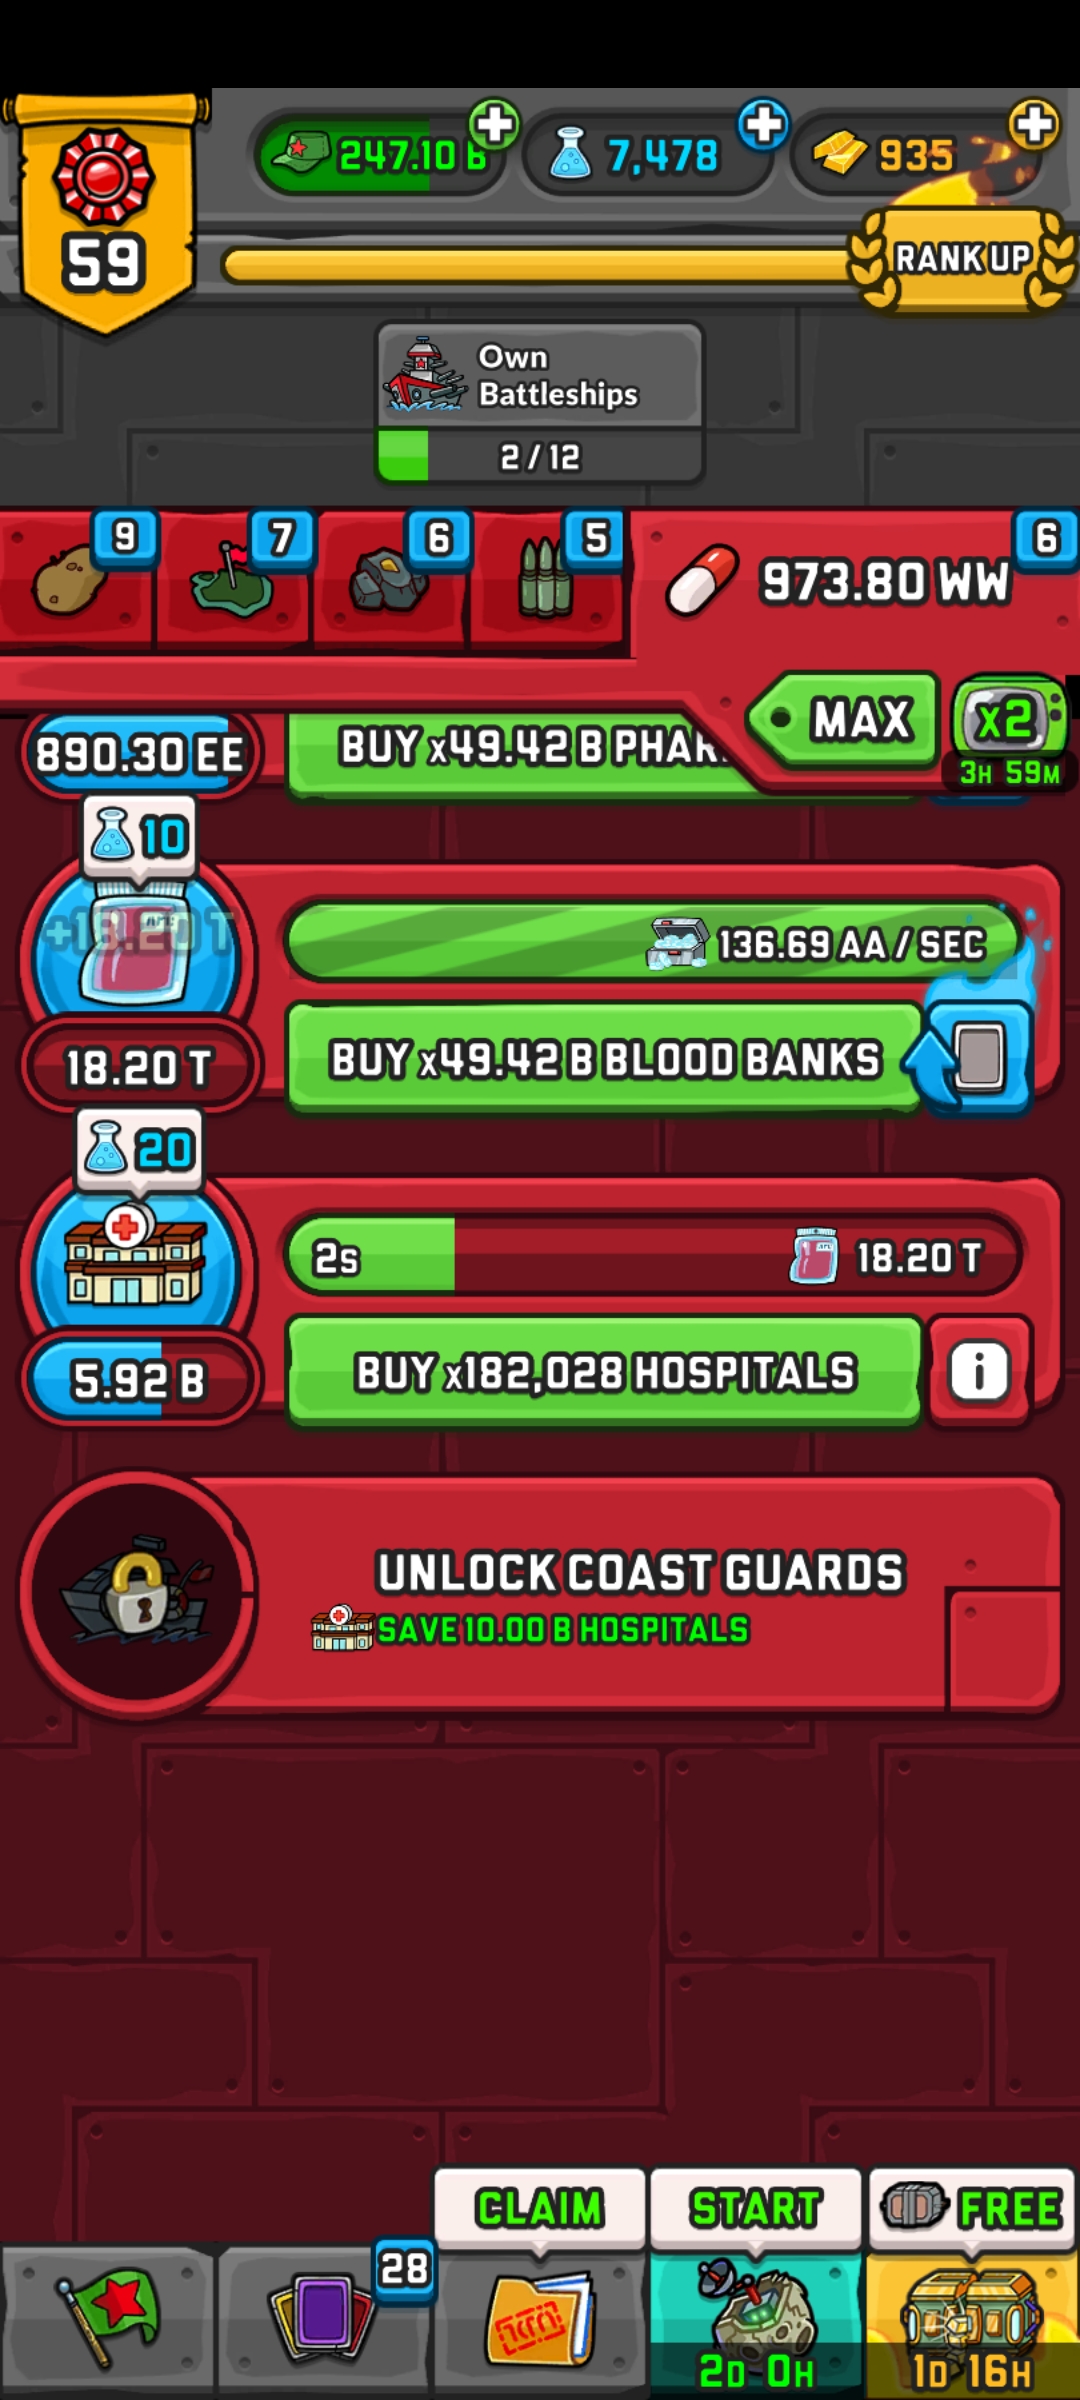 59
247.10 B
7,478
935
RANK UP
Own
Battleships
2 / 12
9
7
6
5
6
973.80 WW
MAX
x2
3H 59M
890.30 EE
BUY x49.42 B PHAR
10
+18.20 T
136.69 AA / SEC
18.20 T
BUY x49.42 B BLOOD BANKS
20
2s
18.20 T
5.92 B
BUY x182,028 HOSPITALS
i
UNLOCK COAST GUARDS
SAVE 10.00 B HOSPITALS
CLAIM
START
FREE
28
2D 0H
1D 16H